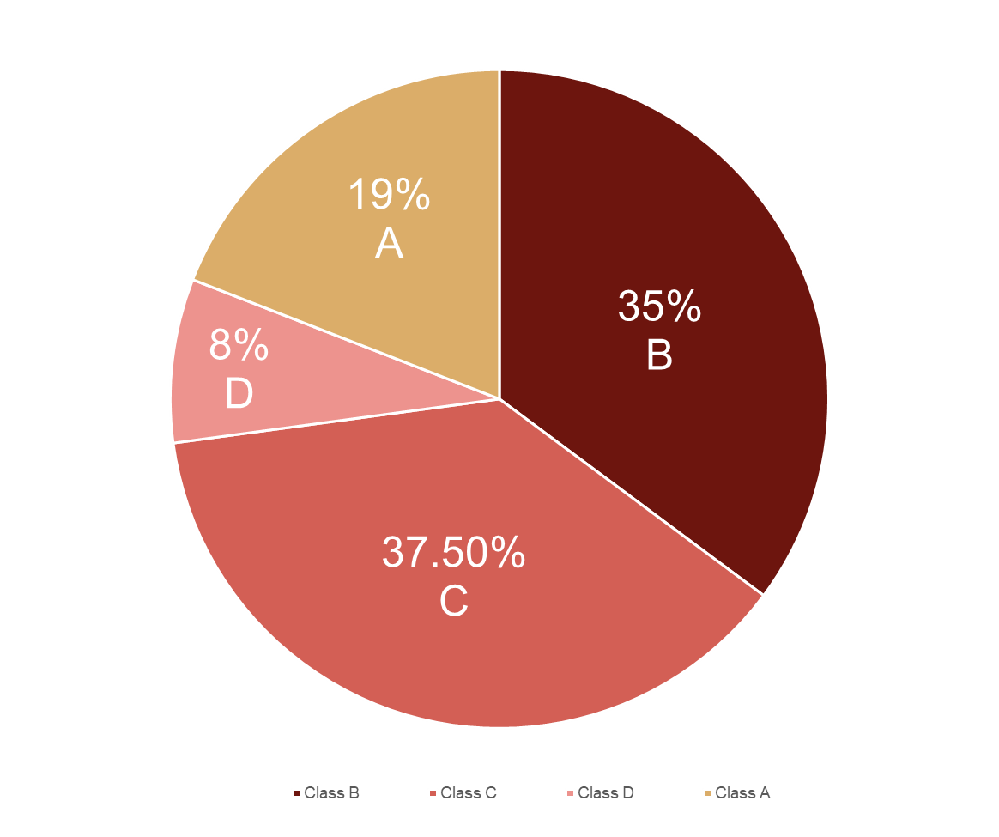 19%
A
35%
B
8%
D
37.50%
C
Class B
Class C
Class D
Class A